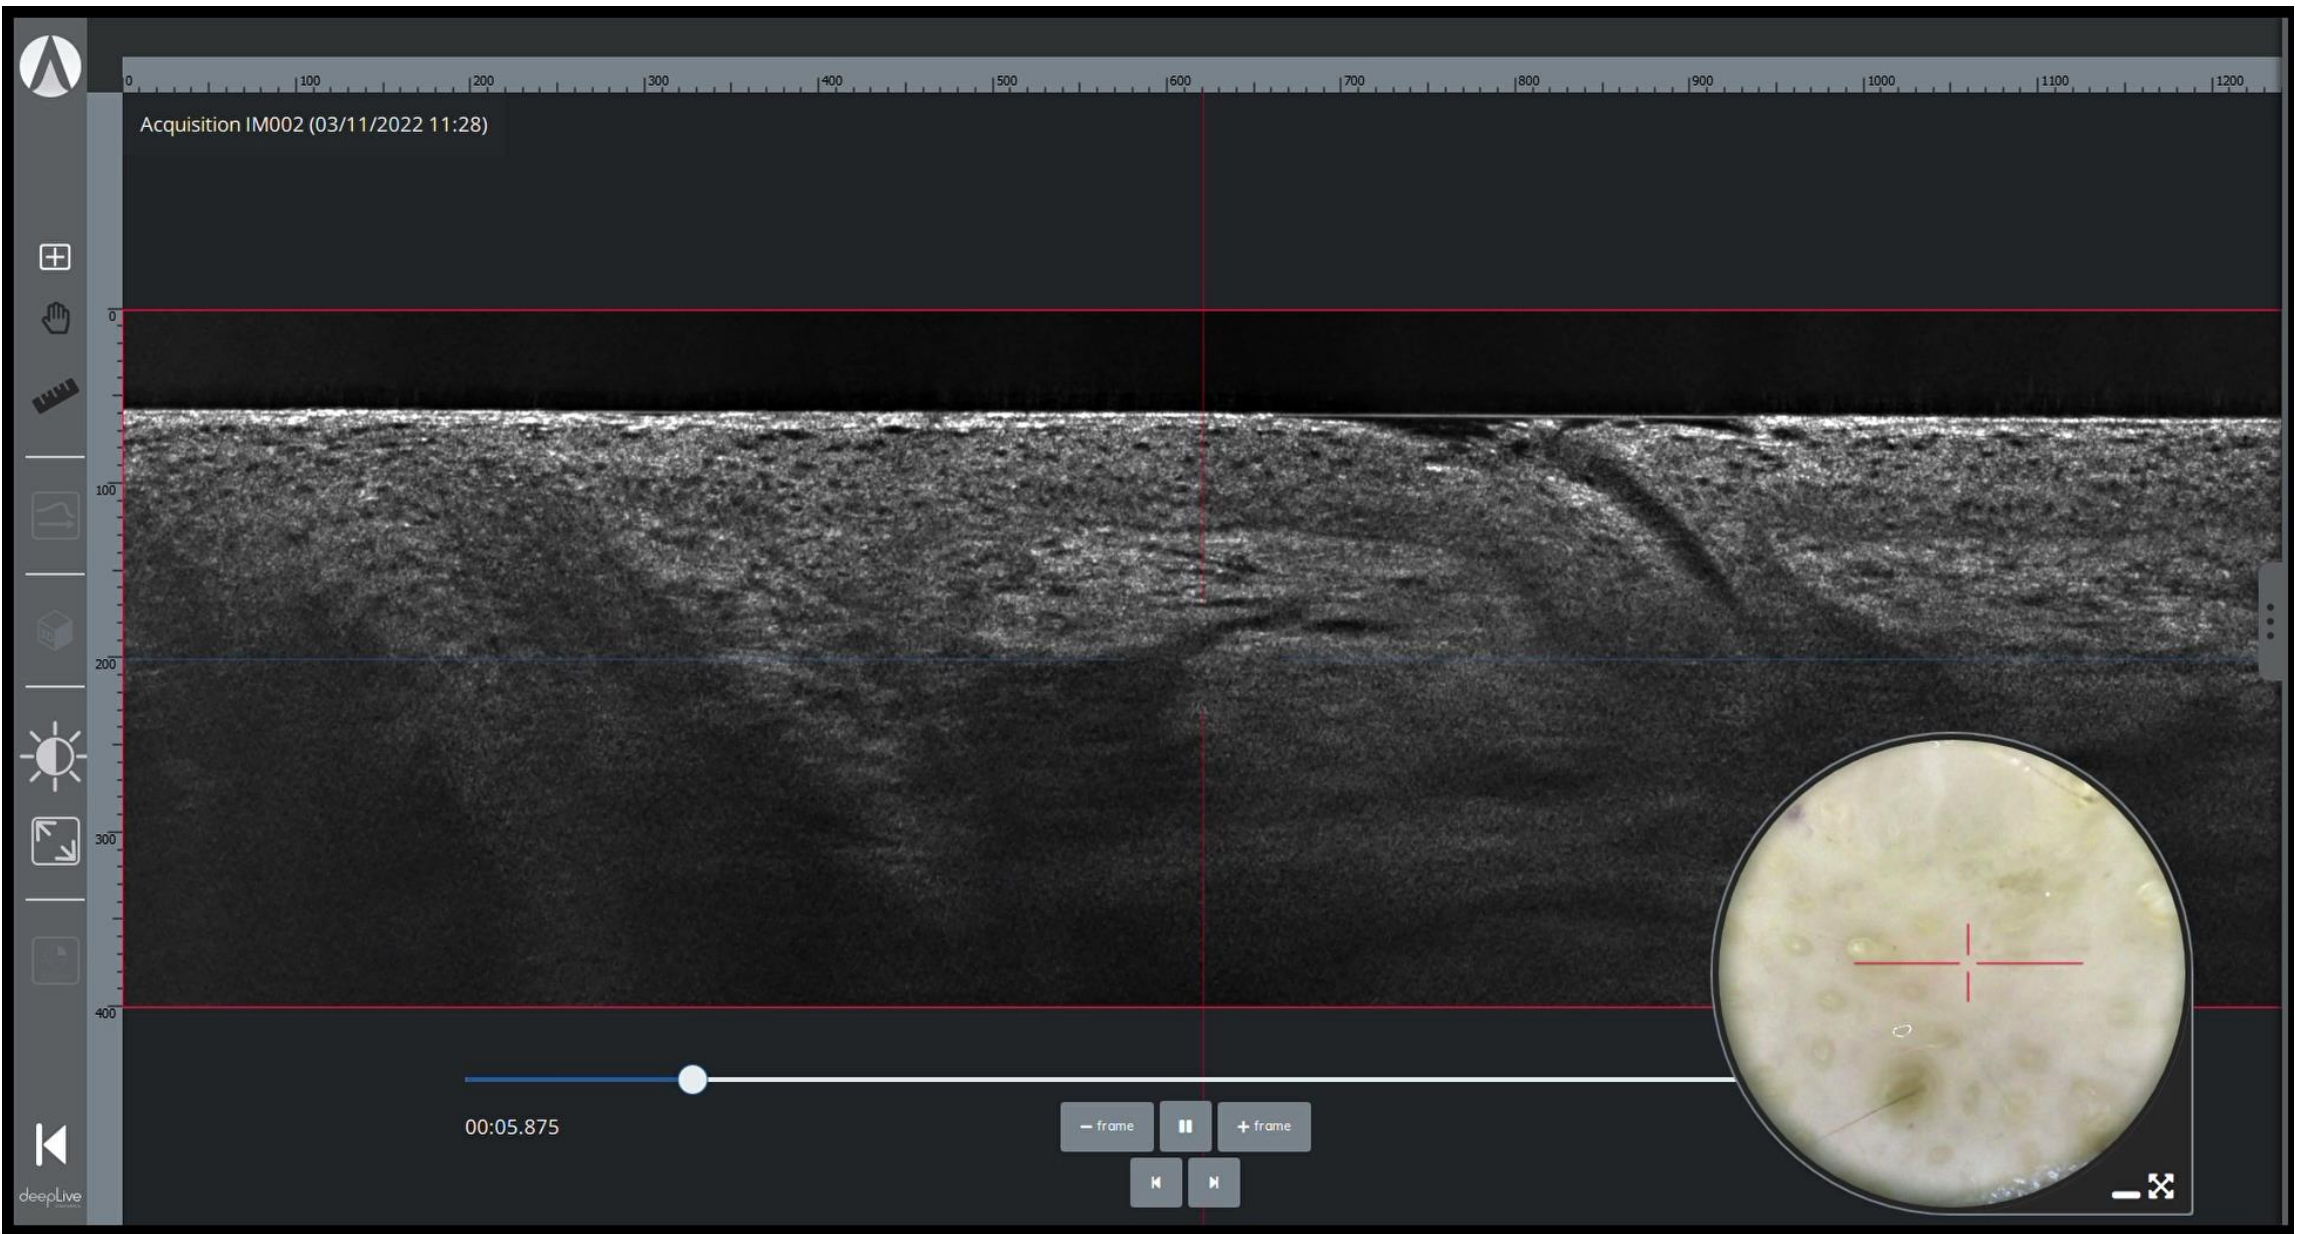 0 100 200 300 400 500 600 700 800 900 1000 1100 1200
Acquisition IM002 (03/11/2022 11:28)
0
100
200
300
400
00:05.875
− frame
+ frame
deepLive